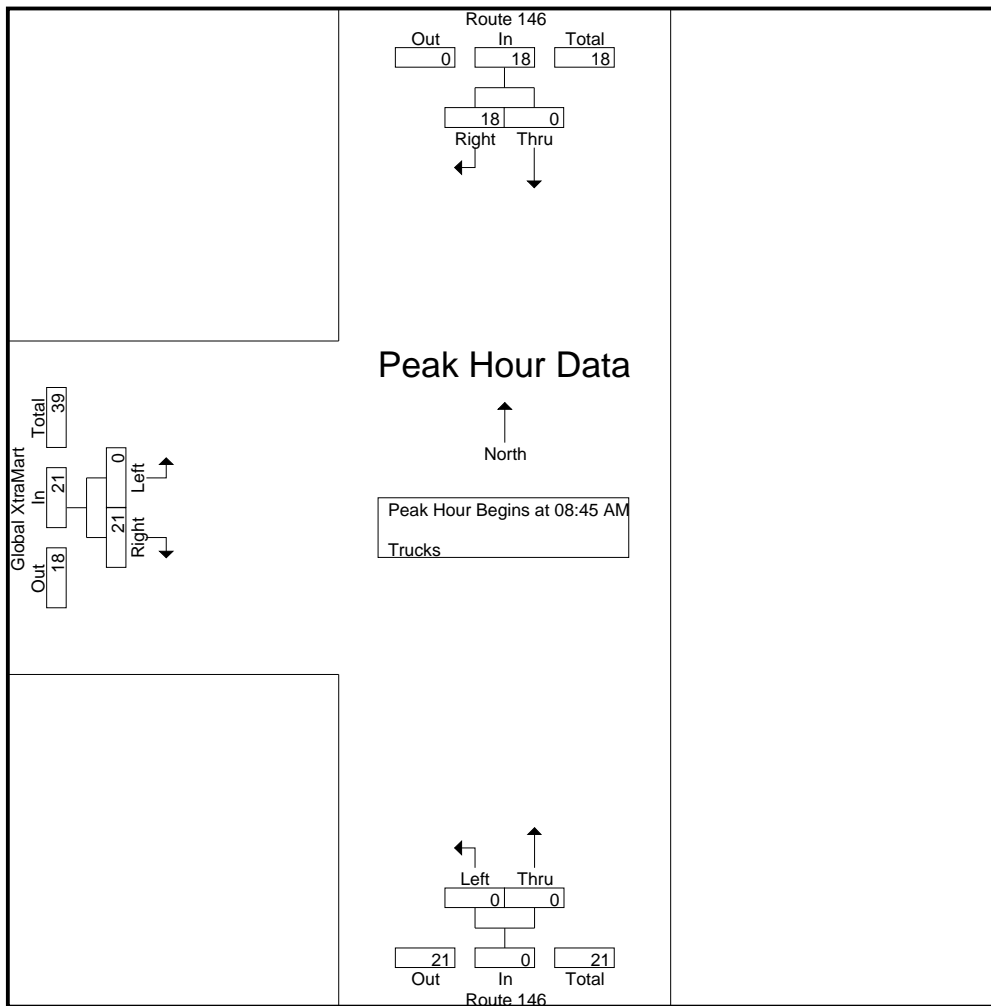 Route 146
Out In Total
0 18 18
18 0
Right Thru
Peak Hour Data
North
Peak Hour Begins at 08:45 AM
Trucks
Global XtraMart
Out In Total
18 21 39
Right Left
21 0
Left Thru
0 0
21 0 21
Out In Total
Route 146